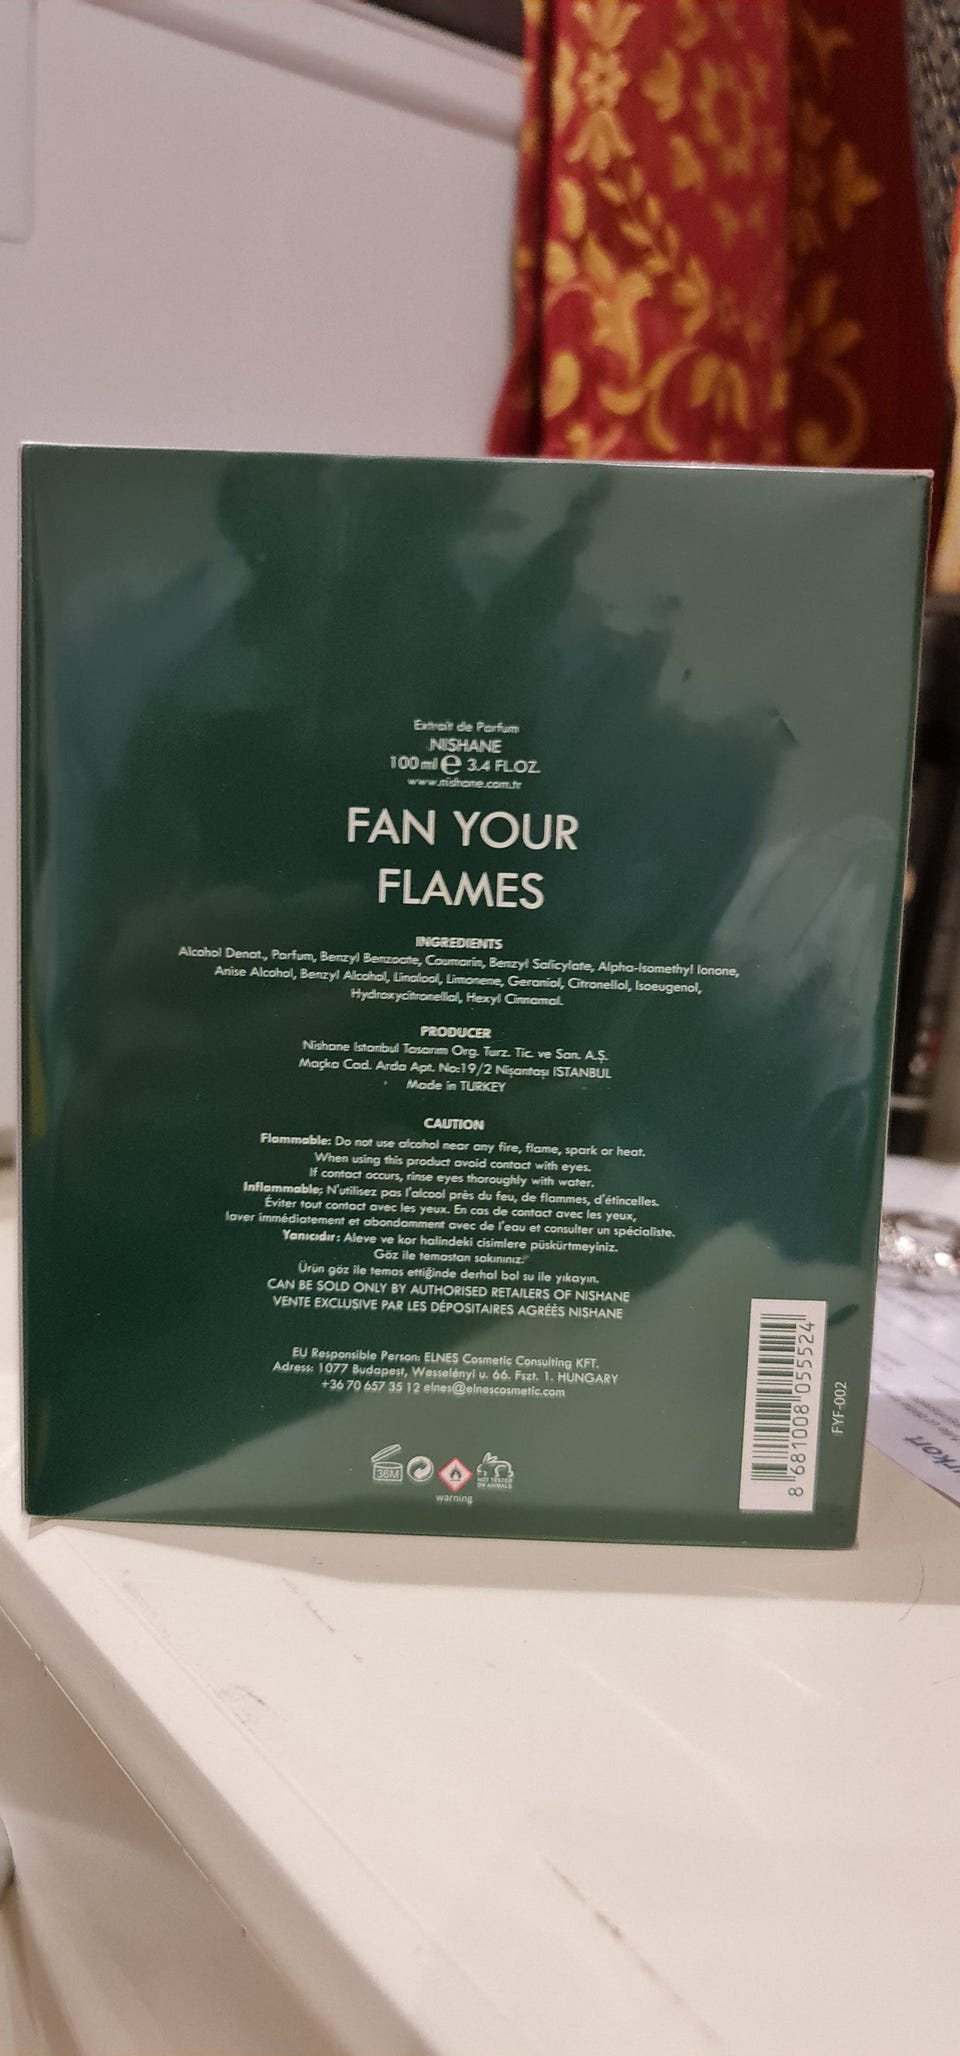 Extrait de Parfum
NISHANE
100 ml ℮ 3.4 FL.OZ.
www.nishane.com.tr
FAN YOUR
FLAMES
INGREDIENTS
Alcohol Denat., Parfum, Benzyl Benzoate, Coumarin, Benzyl Salicylate, Alpha-Isomethyl Ionone,
Anise Alcohol, Benzyl Alcohol, Linalool, Limonene, Geraniol, Citronellol, Isoeugenol,
Hydroxycitronellal, Hexyl Cinnamal.
PRODUCER
Nishane Istanbul Tasarım Org. Turz. Tic. ve San. A.Ş.
Maçka Cad. Arda Apt. No:19/2 Nişantaşı ISTANBUL
Made in TURKEY
CAUTION
Flammable: Do not use alcohol near any fire, flame, spark or heat.
When using this product avoid contact with eyes.
If contact occurs, rinse eyes thoroughly with water.
Inflammable; N'utilisez pas l'alcool près du feu, de flammes, d'étincelles.
Éviter tout contact avec les yeux. En cas de contact avec les yeux,
laver immédiatement et abondamment avec de l'eau et consulter un spécialiste.
Yanıcıdır: Aleve ve kor halindeki cisimlere püskürtmeyiniz.
Göz ile temastan sakınınız.
Ürün göz ile temas ettiğinde derhal bol su ile yıkayın.
CAN BE SOLD ONLY BY AUTHORISED RETAILERS OF NISHANE
VENTE EXCLUSIVE PAR LES DÉPOSITAIRES AGRÉÉS NISHANE
EU Responsible Person: ELNES Cosmetic Consulting KFT.
Adress: 1077 Budapest, Wesselényi u. 66. Fszt. 1. HUNGARY
+36 70 657 35 12 elnes@elnescosmetic.com
36M
NOT TESTED
ON ANIMALS
warning
8 681008 055524
FYF-002